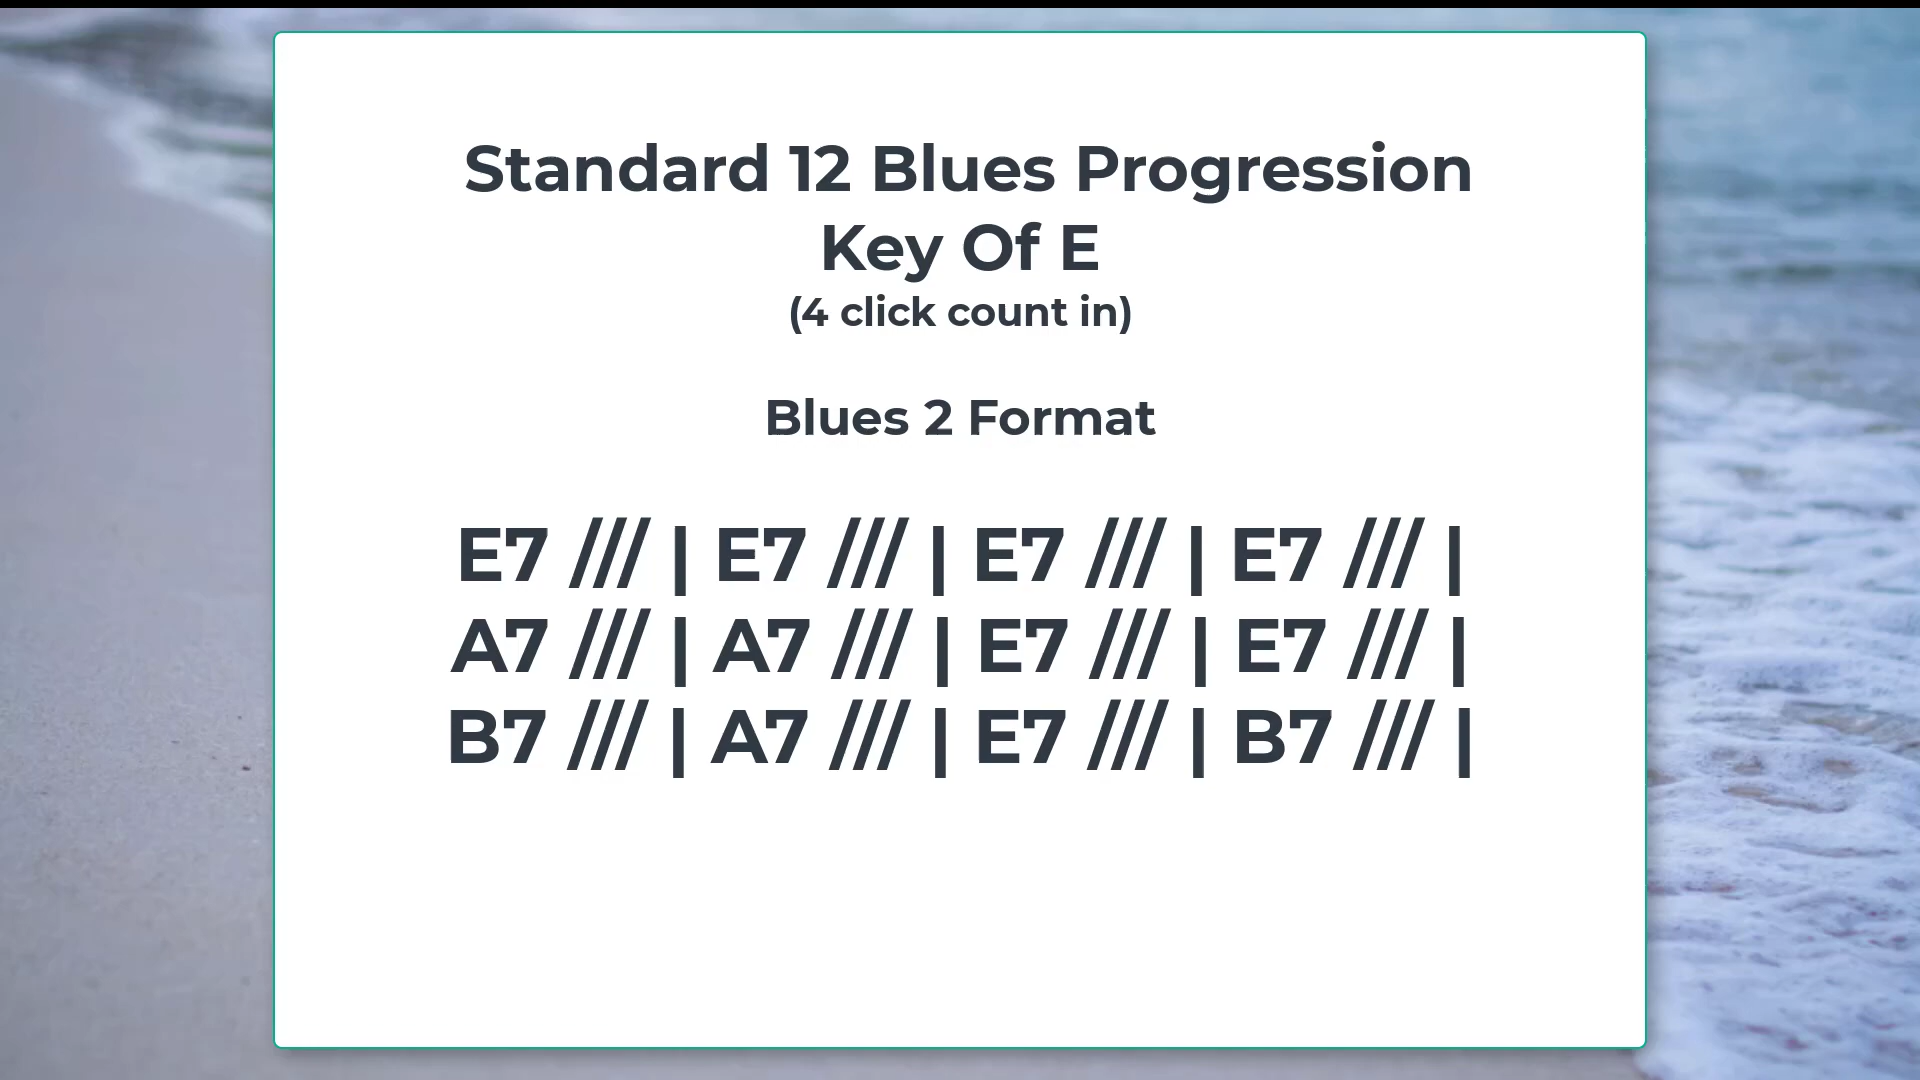 Standard 12 Blues Progression
Key Of E
(4 click count in)
Blues 2 Format
E7 /// | E7 /// | E7 /// | E7 /// |
A7 /// | A7 /// | E7 /// | E7 /// |
B7 /// | A7 /// | E7 /// | B7 /// |